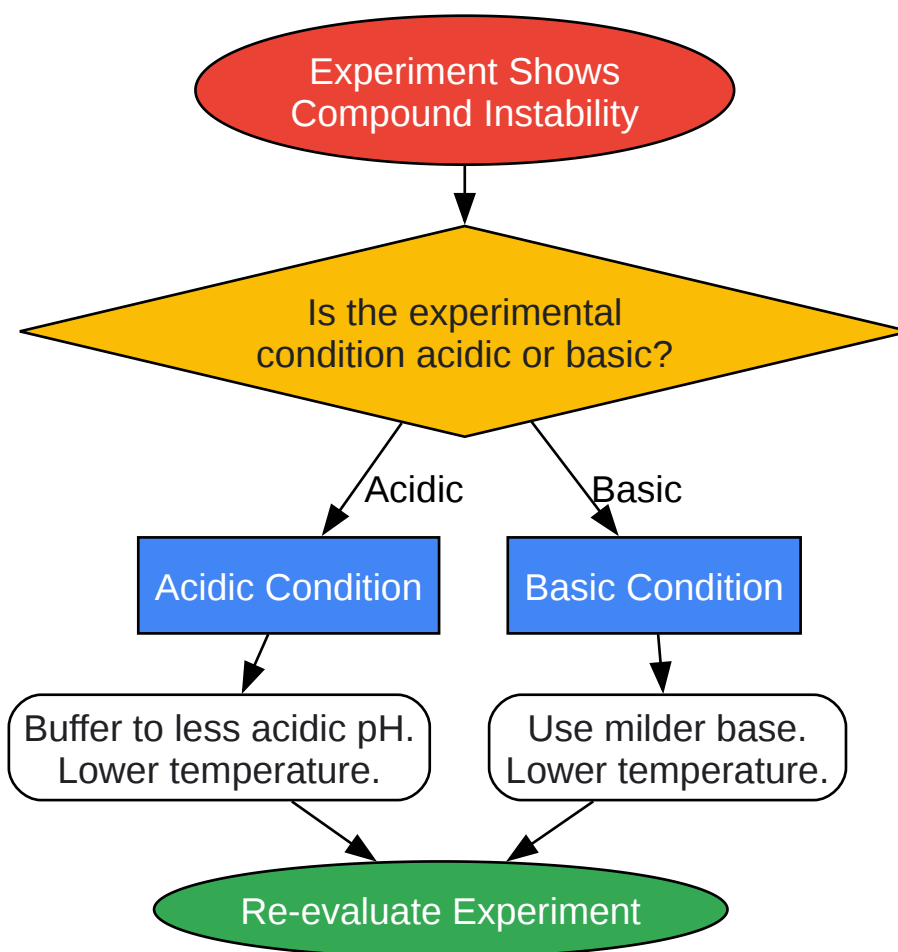 Experiment Shows
Compound Instability
Is the experimental
condition acidic or basic?
Acidic
Basic
Acidic Condition
Basic Condition
Buffer to less acidic pH.
Lower temperature.
Use milder base.
Lower temperature.
Re-evaluate Experiment